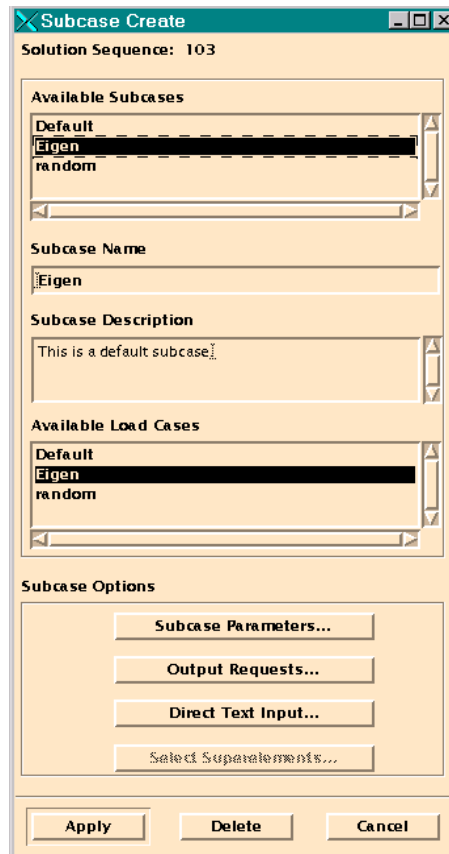 Subcase Create
Solution Sequence: 103
Available Subcases
Default
Eigen
random
Subcase Name
Eigen
Subcase Description
This is a default subcase.
Available Load Cases
Default
Eigen
random
Subcase Options
Subcase Parameters...
Output Requests...
Direct Text Input...
Select Superelements...
Apply Delete Cancel